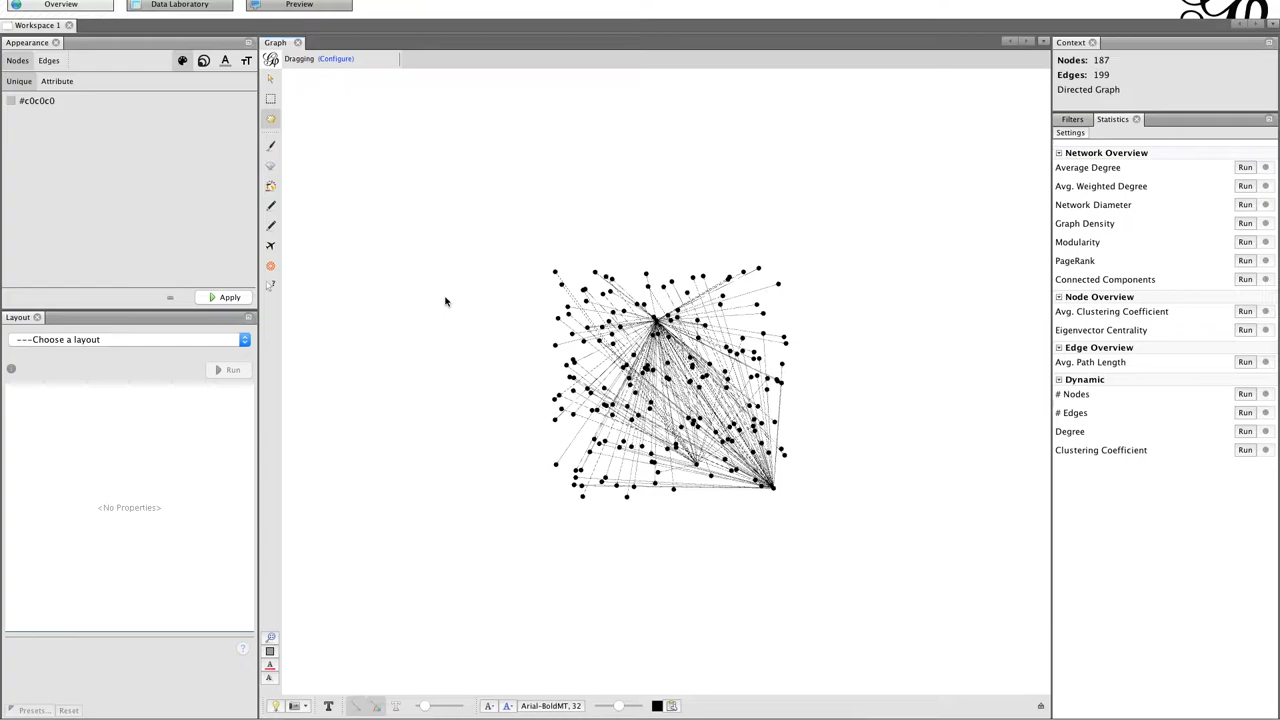 Overview
Data Laboratory
Preview
Workspace 1
Appearance
Nodes Edges
Unique Attribute
#c0c0c0
Apply
Layout
---Choose a layout
Run
<No Properties>
?
Presets... Reset
Graph
Dragging (Configure)
Arial-BoldMT, 32
Context
Nodes: 187
Edges: 199
Directed Graph
Filters Statistics
Settings
Network Overview
Average Degree Run
Avg. Weighted Degree Run
Network Diameter Run
Graph Density Run
Modularity Run
PageRank Run
Connected Components Run
Node Overview
Avg. Clustering Coefficient Run
Eigenvector Centrality Run
Edge Overview
Avg. Path Length Run
Dynamic
# Nodes Run
# Edges Run
Degree Run
Clustering Coefficient Run